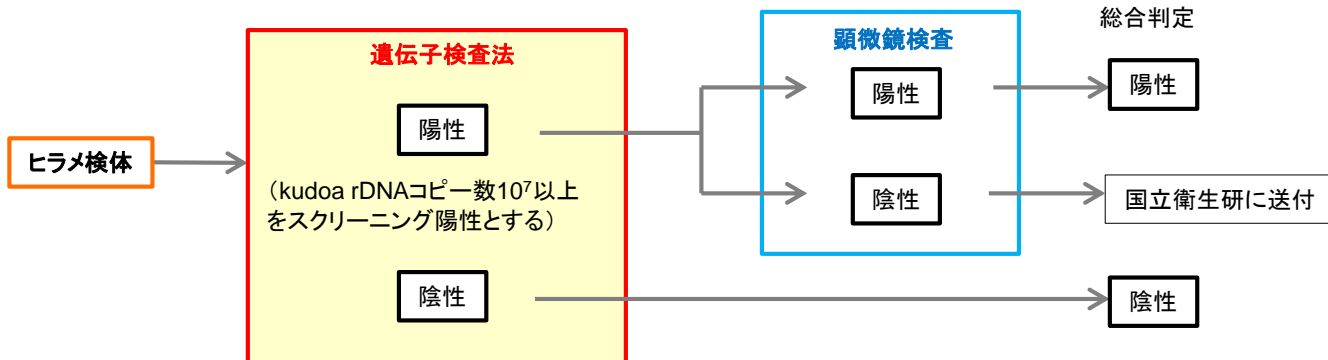 総合判定
遺伝子検査法
顕微鏡検査
陽性
陽性
陽性
ヒラメ検体
（kudoa rDNAコピー数10⁷以上
をスクリーニング陽性とする）
陰性
国立衛生研に送付
陰性
陰性